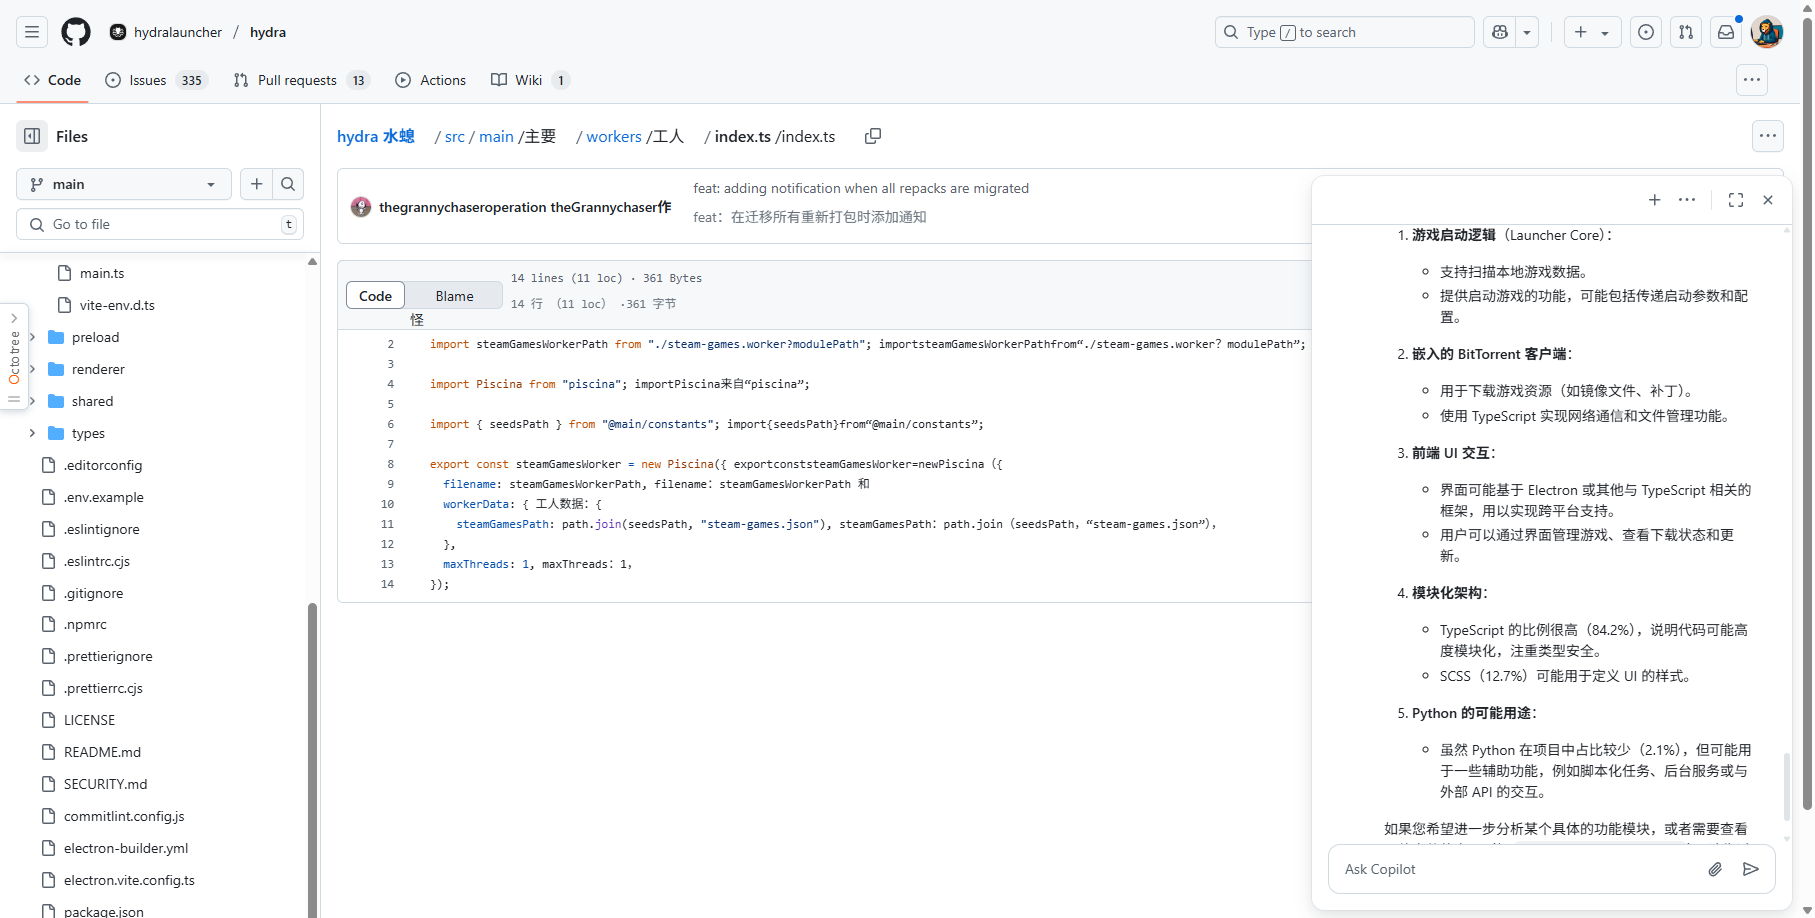 hydralauncher / hydra
Type / to search
Code
Issues 335
Pull requests 13
Actions
Wiki 1
Files
main
Go to file
t
main.ts
vite-env.d.ts
preload
renderer
shared
types
.editorconfig
.env.example
.eslintignore
.eslintrc.cjs
.gitignore
.npmrc
.prettierignore
.prettierrc.cjs
LICENSE
README.md
SECURITY.md
commitlint.config.js
electron-builder.yml
electron.vite.config.ts
package.json
Octotree
hydra 水螅 / src / main /主要 / workers /工人 / index.ts /index.ts
thegrannychaseroperation theGrannychaser作
feat: adding notification when all repacks are migrated
feat：在迁移所有重新打包时添加通知
Code
Blame
怪
14 lines (11 loc) · 361 Bytes
14 行 （11 loc） ·361 字节
2 import steamGamesWorkerPath from "./steam-games.worker?modulePath"; importsteamGamesWorkerPathfrom“./steam-games.worker？modulePath”;
3
4 import Piscina from "piscina"; importPiscina来自“piscina”;
5
6 import { seedsPath } from "@main/constants"; import{seedsPath}from“@main/constants”;
7
8 export const steamGamesWorker = new Piscina({ exportconststeamGamesWorker=newPiscina（{
9 filename: steamGamesWorkerPath, filename：steamGamesWorkerPath 和
10 workerData: { 工人数据：{
11 steamGamesPath: path.join(seedsPath, "steam-games.json"), steamGamesPath：path.join（seedsPath，“steam-games.json”），
12 },
13 maxThreads: 1, maxThreads：1，
14 });
1. 游戏启动逻辑（Launcher Core）：
支持扫描本地游戏数据。
提供启动游戏的功能，可能包括传递启动参数和配
置。
2. 嵌入的 BitTorrent 客户端：
用于下载游戏资源（如镜像文件、补丁）。
使用 TypeScript 实现网络通信和文件管理功能。
3. 前端 UI 交互：
界面可能基于 Electron 或其他与 TypeScript 相关的
框架，用以实现跨平台支持。
用户可以通过界面管理游戏、查看下载状态和更
新。
4. 模块化架构：
TypeScript 的比例很高（84.2%），说明代码可能高
度模块化，注重类型安全。
SCSS（12.7%）可能用于定义 UI 的样式。
5. Python 的可能用途：
虽然 Python 在项目中占比较少（2.1%），但可能用
于一些辅助功能，例如脚本化任务、后台服务或与
外部 API 的交互。
如果您希望进一步分析某个具体的功能模块，或者需要查看
Ask Copilot